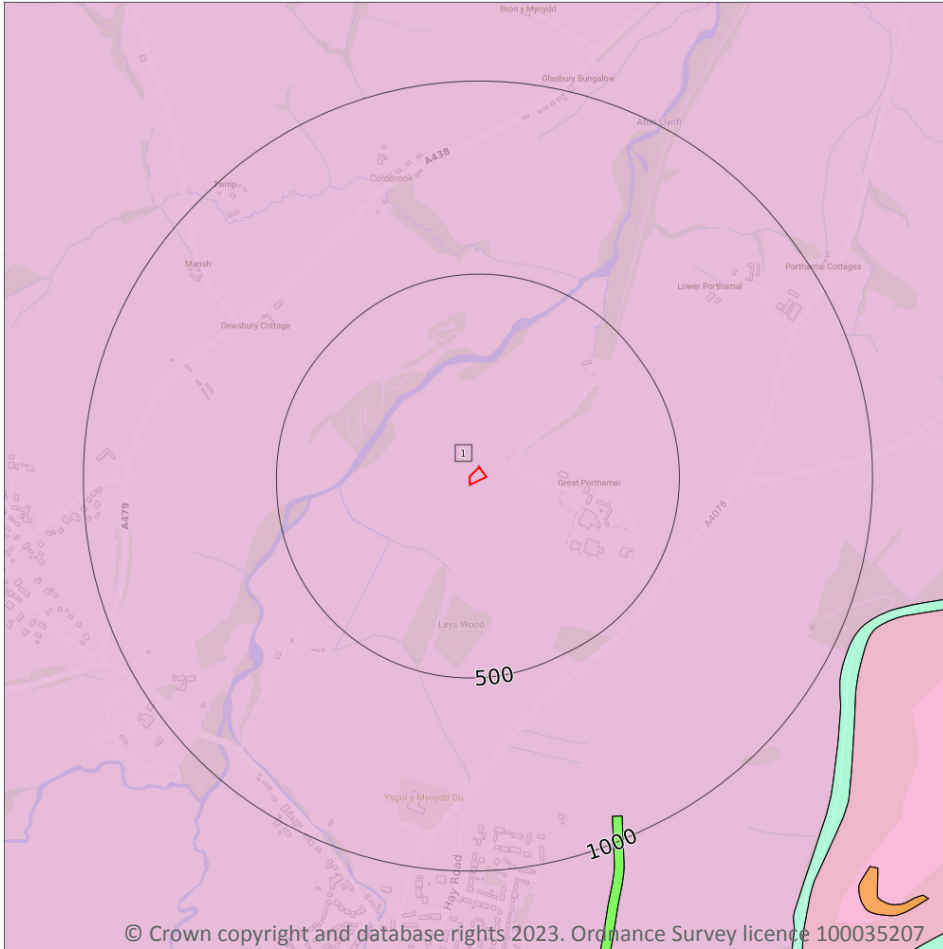 Bron y Mynydd
Glasbury Bungalow
Afon Llynfi
A438
Coldbrook
Twmp
Marish
Porthamal Cottages
Lower Porthamal
Dewsbury Cottage
1
Great Porthamel
A479
A4078
Leys Wood
500
Ysgol y Mynydd Du
1000
Hay Road
© Crown copyright and database rights 2023. Ordnance Survey licence 100035207